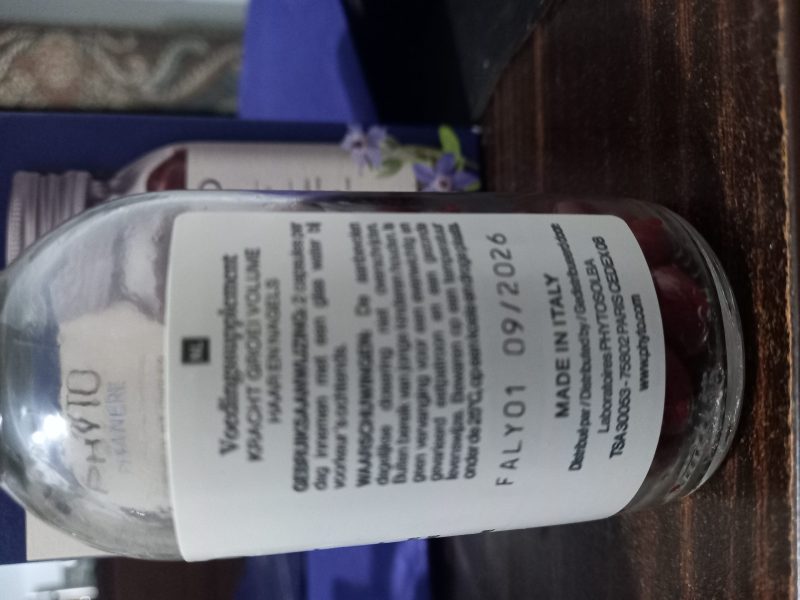 PHYTO
PHANERE
NL
Voedingssupplement
KRACHT GROEI VOLUME
HAAR EN NAGELS
GEBRUIKSAANWIJZING: 2 capsules per
dag innemen met een glas water bij
voorkeur 's ochtends.
WAARSCHUWINGEN: De aanbevolen
dagelijkse dosering niet overschrijden.
Buiten bereik van jonge kinderen houden. Is
geen vervanging voor een evenwichtig en
gevarieerd eetpatroon en een gezonde
levenswijze. Bewaren op een temperatuur
onder de 25°C, op een koele en droge plaats.
FALY01 09/2026
MADE IN ITALY
Distribué par / Distributed by / Gedistribueerd door
Laboratoires PHYTOSOLBA
TSA 30053 - 75802 PARIS CEDEX 08
www.phyto.com